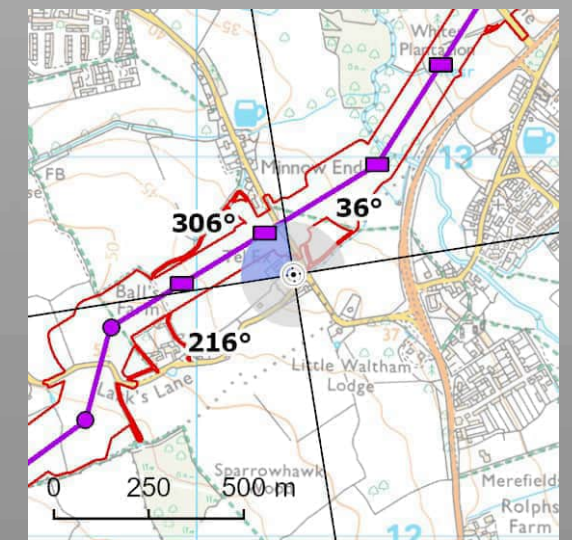 White
Plantation
13
Minnow End
FB
36°
306°
Ball's
Farm
216°
37
Little Waltham
Lodge
Lark's Lane
Sparrowhawk
Wood
Merefields
Rolphs
Farm
0 250 500 m
12